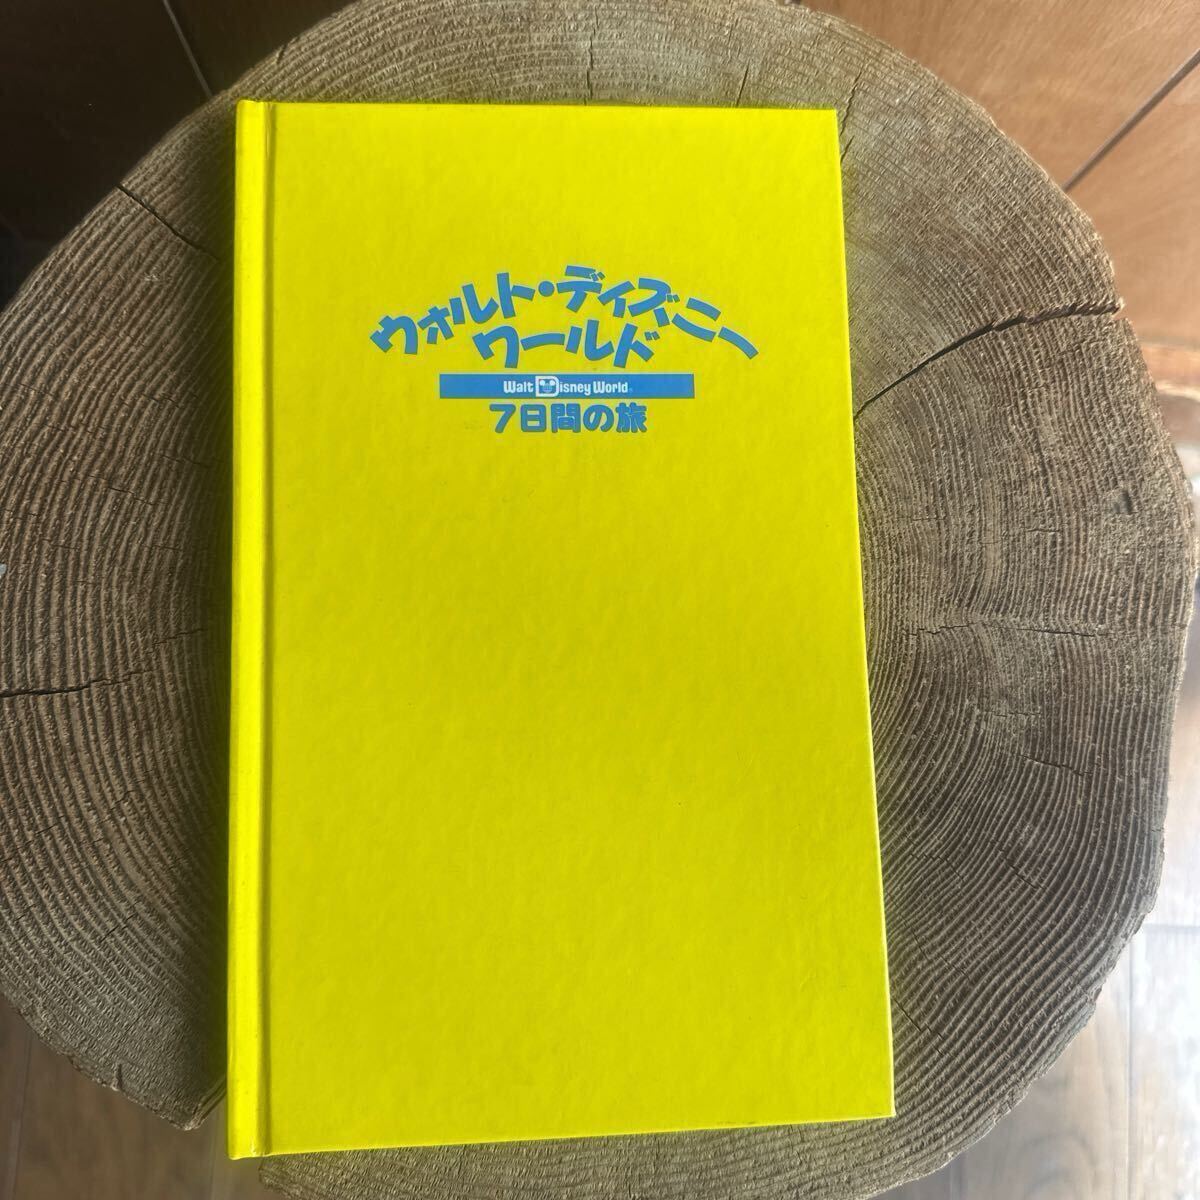 ウォルト・ディズニー
ワールド
Walt Disney World
7日間の旅